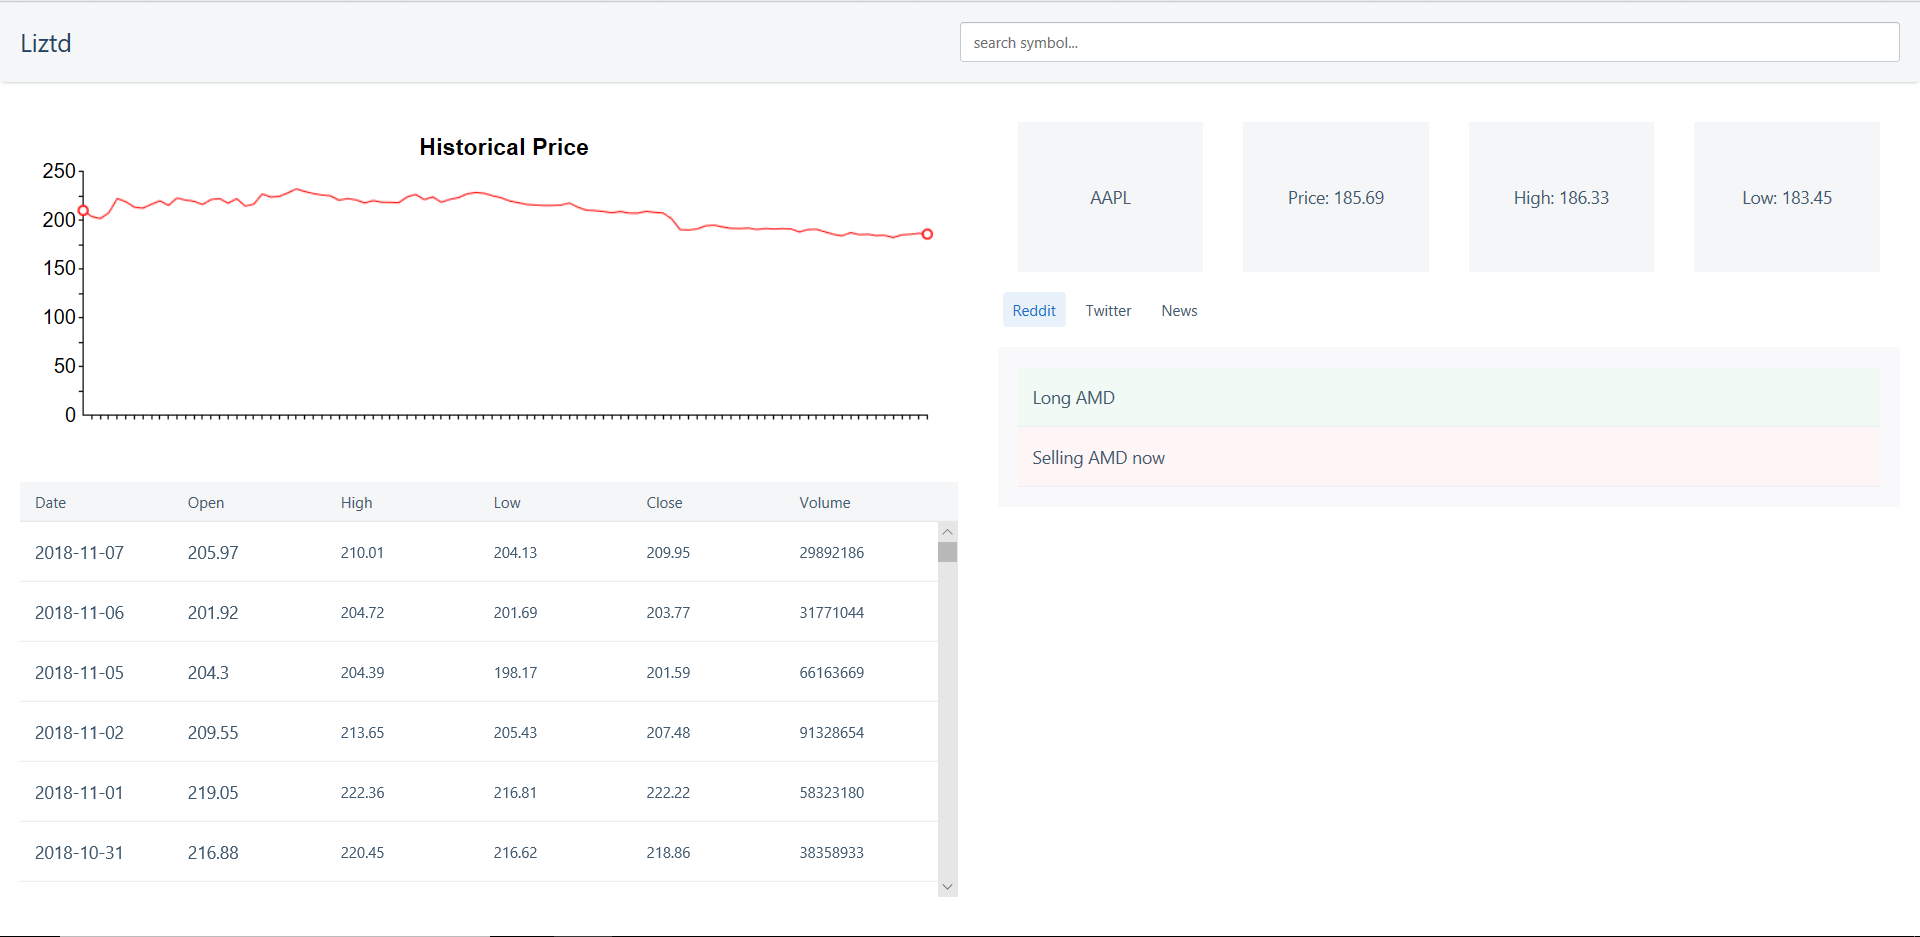 Liztd
search symbol...
Historical Price
250
200
150
100
50
0
AAPL
Price: 185.69
High: 186.33
Low: 183.45
Reddit Twitter News
Long AMD
Selling AMD now
Date Open High Low Close Volume
2018-11-07 205.97 210.01 204.13 209.95 29892186
2018-11-06 201.92 204.72 201.69 203.77 31771044
2018-11-05 204.3 204.39 198.17 201.59 66163669
2018-11-02 209.55 213.65 205.43 207.48 91328654
2018-11-01 219.05 222.36 216.81 222.22 58323180
2018-10-31 216.88 220.45 216.62 218.86 38358933